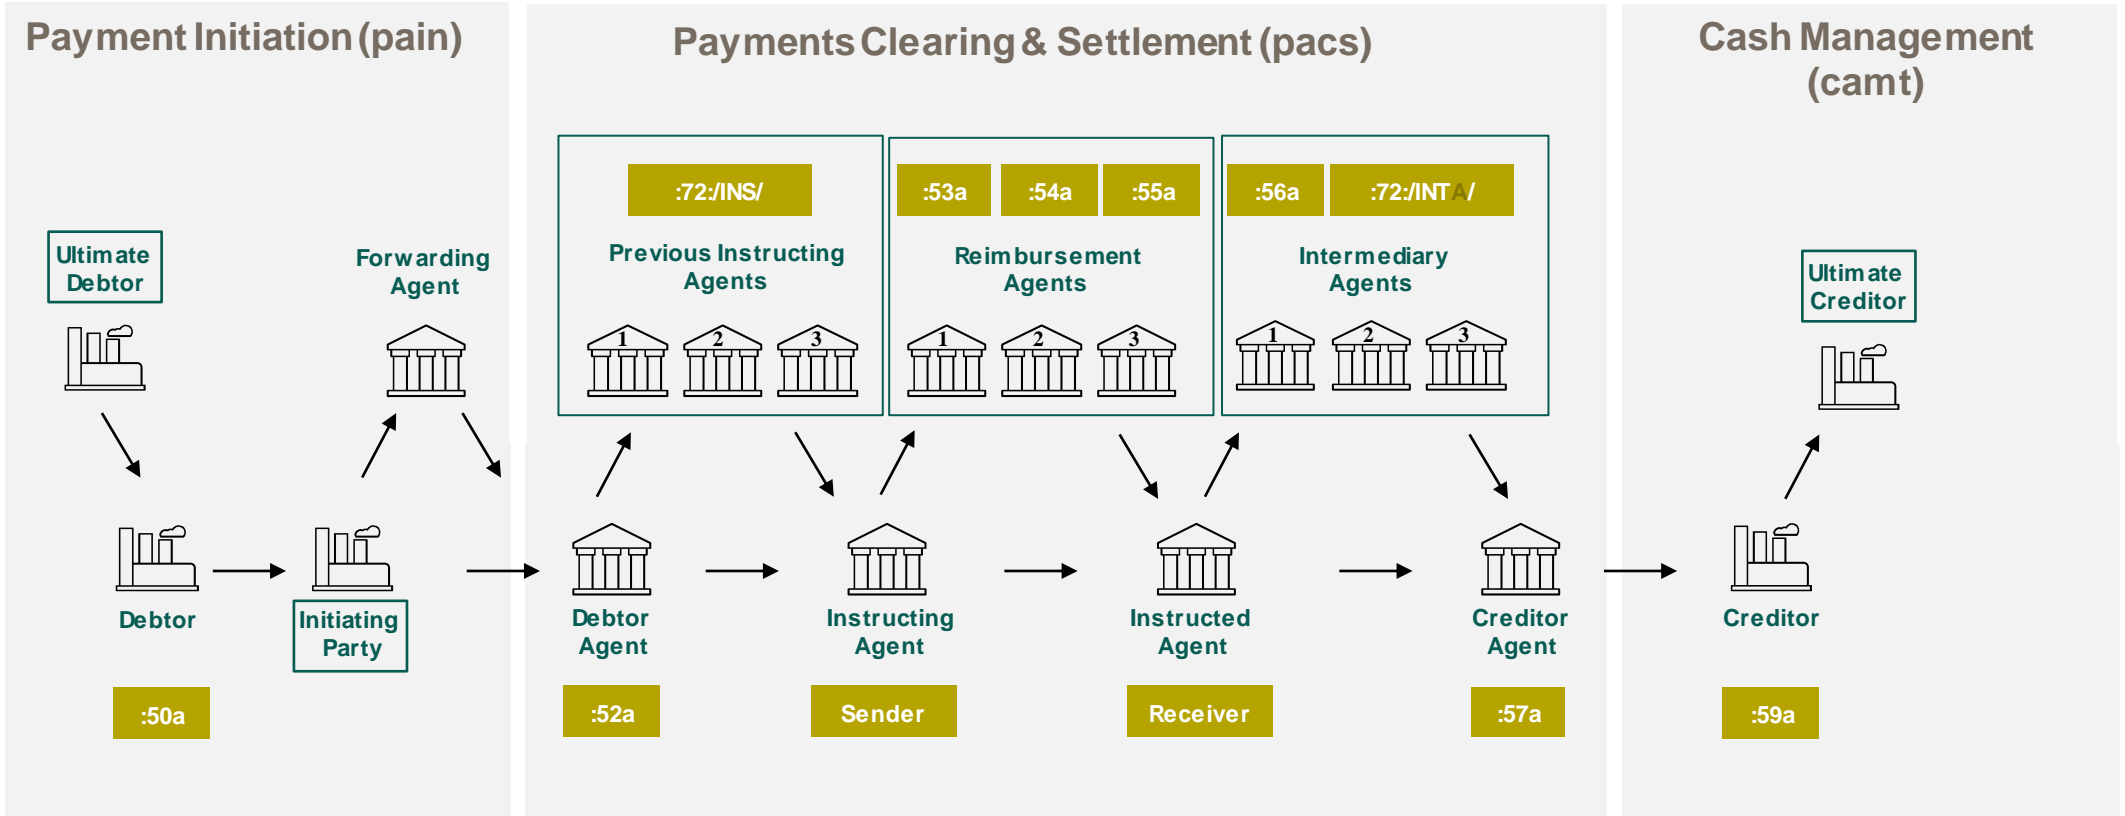 Payment Initiation (pain)
Payments Clearing & Settlement (pacs)
Cash Management
(camt)
:72:/INS/
:53a
:54a
:55a
:56a
:72:/INTA/
Ultimate
Debtor
Forwarding
Agent
Previous Instructing
Agents
Reimbursement
Agents
Intermediary
Agents
Ultimate
Creditor
1
2
3
1
2
3
1
2
3
Debtor
Initiating
Party
Debtor
Agent
Instructing
Agent
Instructed
Agent
Creditor
Agent
Creditor
:50a
:52a
Sender
Receiver
:57a
:59a